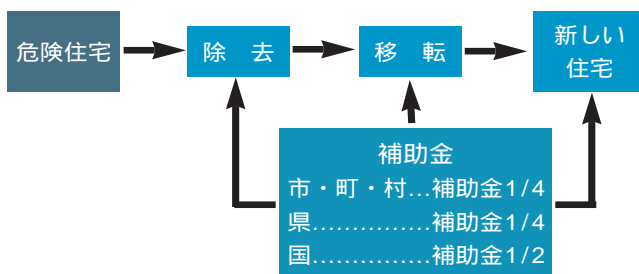 危険住宅
除 去
移 転
新しい
住宅
補助金
市・町・村...補助金1/4
県...............補助金1/4
国...............補助金1/2